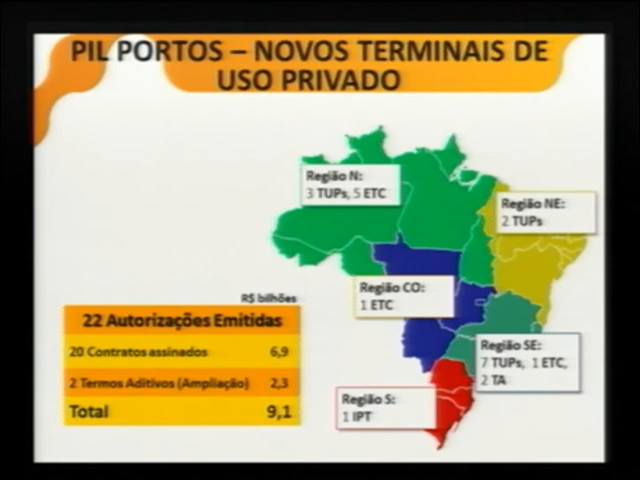 PIL PORTOS – NOVOS TERMINAIS DE
USO PRIVADO
Região N:
3 TUPs, 5 ETC
Região NE:
2 TUPs
Região CO:
1 ETC
R$ bilhões
22 Autorizações Emitidas
20 Contratos assinados 6,9
2 Termos Aditivos (Ampliação) 2,3
Total 9,1
Região SE:
7 TUPs, 1 ETC,
2 TA
Região S:
1 IPT